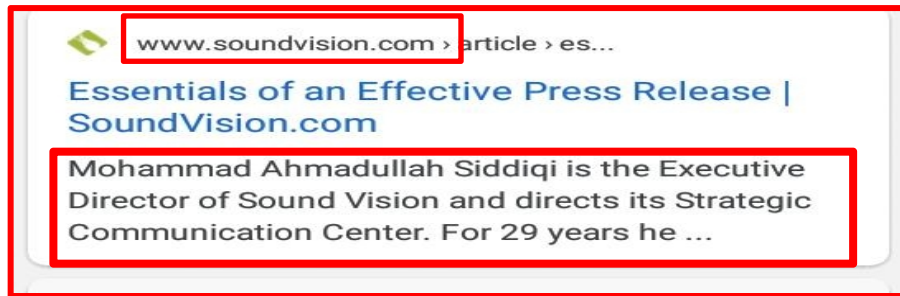 www.soundvision.com › article › es...
Essentials of an Effective Press Release |
SoundVision.com
Mohammad Ahmadullah Siddiqi is the Executive
Director of Sound Vision and directs its Strategic
Communication Center. For 29 years he ...